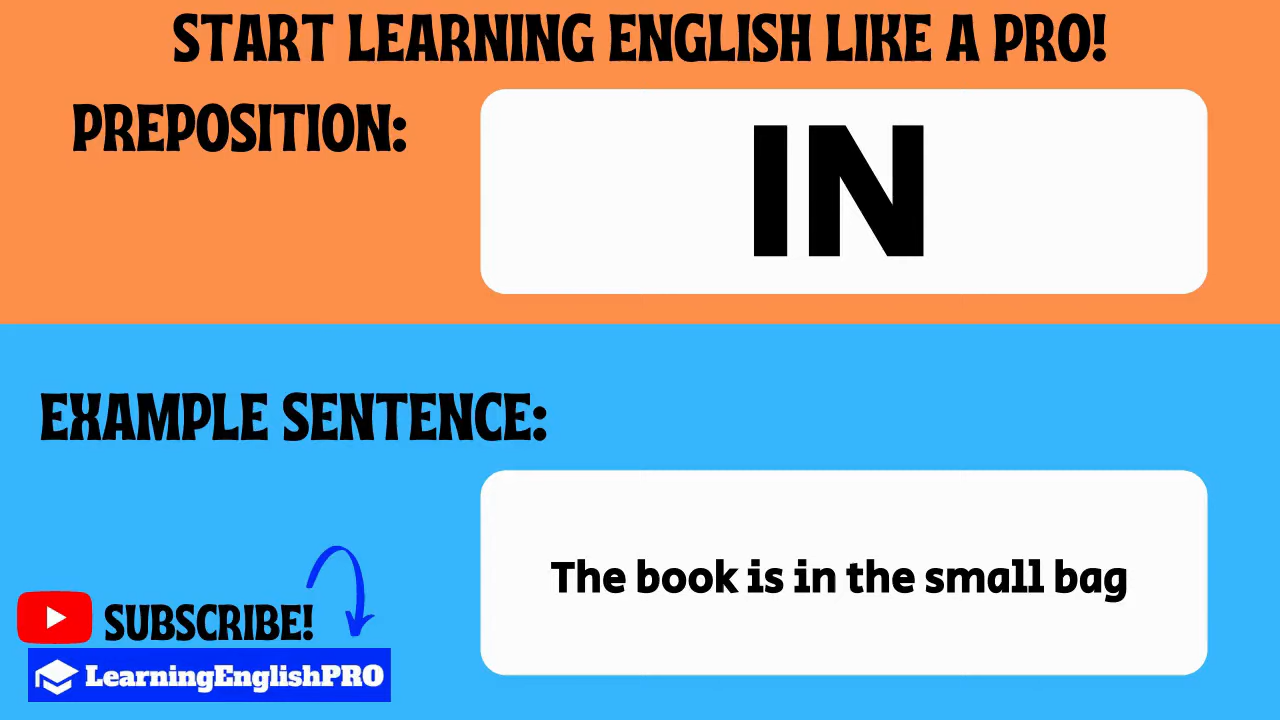 START LEARNING ENGLISH LIKE A PRO!
PREPOSITION:
IN
EXAMPLE SENTENCE:
The book is in the small bag
SUBSCRIBE!
LearningEnglishPRO